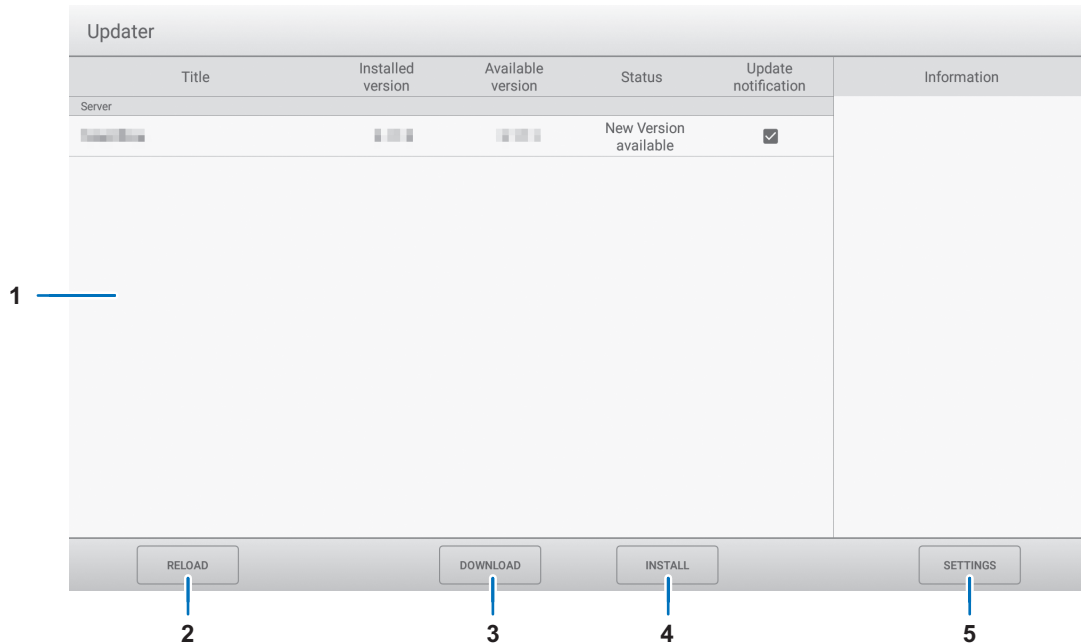 Updater
Title
Installed
version
Available
version
Status
Update
notification
Information
Server
New Version
available
1
RELOAD
DOWNLOAD
INSTALL
SETTINGS
2
3
4
5